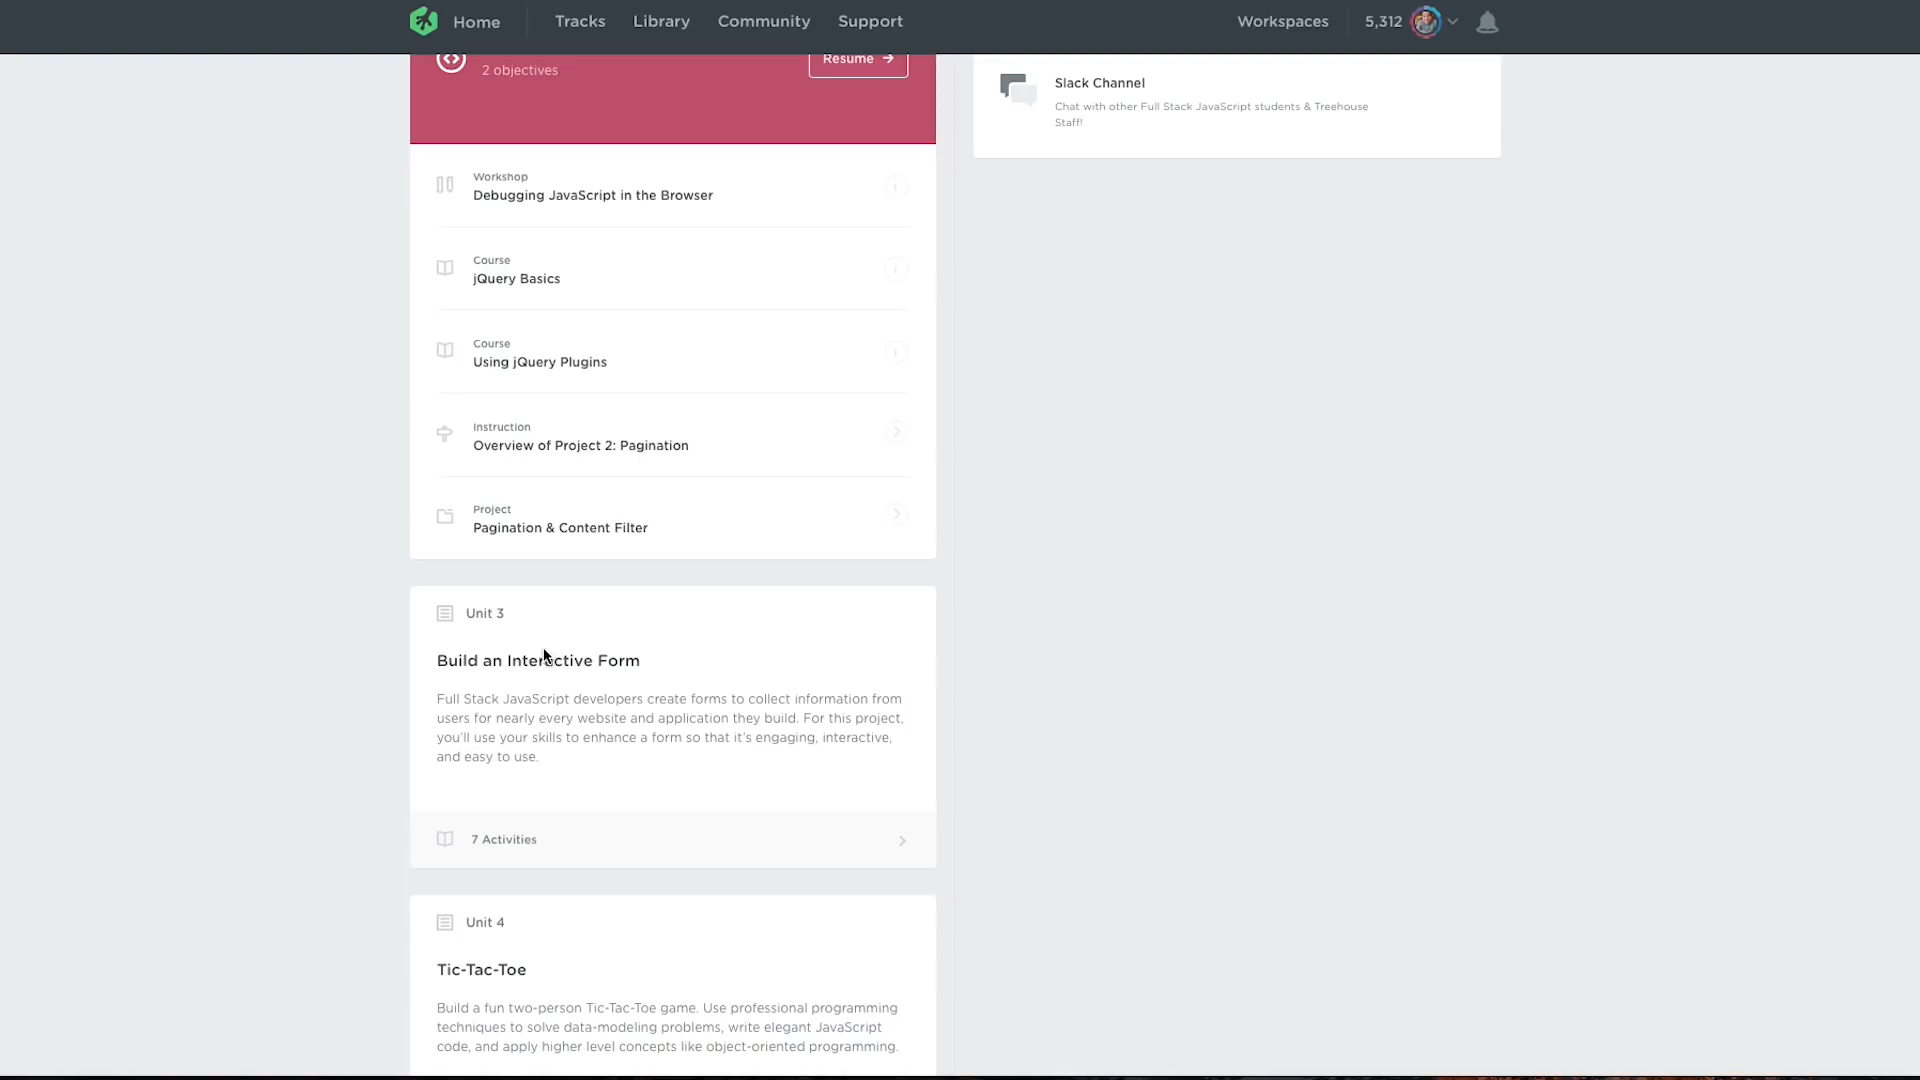 Home
Tracks
Library
Community
Support
Workspaces
5,312
2 objectives
Resume
Workshop
Debugging JavaScript in the Browser
Course
jQuery Basics
Course
Using jQuery Plugins
Instruction
Overview of Project 2: Pagination
Project
Pagination & Content Filter
Unit 3
Build an Interactive Form
Full Stack JavaScript developers create forms to collect information from
users for nearly every website and application they build. For this project,
you'll use your skills to enhance a form so that it's engaging, interactive,
and easy to use.
7 Activities
Unit 4
Tic-Tac-Toe
Build a fun two-person Tic-Tac-Toe game. Use professional programming
techniques to solve data-modeling problems, write elegant JavaScript
code, and apply higher level concepts like object-oriented programming.
Slack Channel
Chat with other Full Stack JavaScript students & Treehouse
Staff!